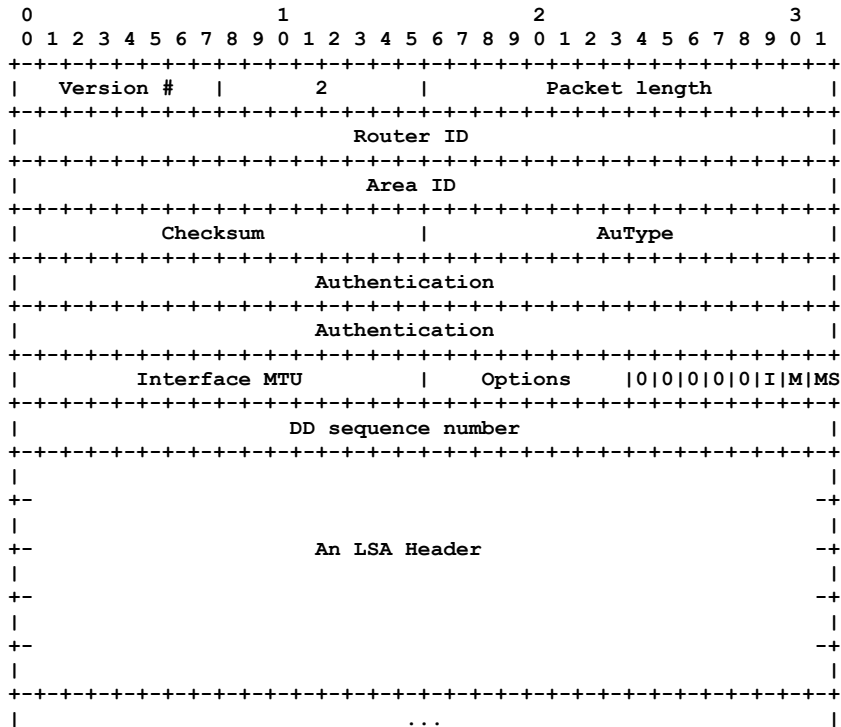 0                   1                   2                   3
0 1 2 3 4 5 6 7 8 9 0 1 2 3 4 5 6 7 8 9 0 1 2 3 4 5 6 7 8 9 0 1
+-+-+-+-+-+-+-+-+-+-+-+-+-+-+-+-+-+-+-+-+-+-+-+-+-+-+-+-+-+-+-+-+
|   Version #   |       2       |         Packet length         |
+-+-+-+-+-+-+-+-+-+-+-+-+-+-+-+-+-+-+-+-+-+-+-+-+-+-+-+-+-+-+-+-+
|                          Router ID                            |
+-+-+-+-+-+-+-+-+-+-+-+-+-+-+-+-+-+-+-+-+-+-+-+-+-+-+-+-+-+-+-+-+
|                           Area ID                             |
+-+-+-+-+-+-+-+-+-+-+-+-+-+-+-+-+-+-+-+-+-+-+-+-+-+-+-+-+-+-+-+-+
|           Checksum            |             AuType            |
+-+-+-+-+-+-+-+-+-+-+-+-+-+-+-+-+-+-+-+-+-+-+-+-+-+-+-+-+-+-+-+-+
|                       Authentication                          |
+-+-+-+-+-+-+-+-+-+-+-+-+-+-+-+-+-+-+-+-+-+-+-+-+-+-+-+-+-+-+-+-+
|                       Authentication                          |
+-+-+-+-+-+-+-+-+-+-+-+-+-+-+-+-+-+-+-+-+-+-+-+-+-+-+-+-+-+-+-+-+
|         Interface MTU         |    Options    |0|0|0|0|0|I|M|MS
+-+-+-+-+-+-+-+-+-+-+-+-+-+-+-+-+-+-+-+-+-+-+-+-+-+-+-+-+-+-+-+-+
|                     DD sequence number                        |
+-+-+-+-+-+-+-+-+-+-+-+-+-+-+-+-+-+-+-+-+-+-+-+-+-+-+-+-+-+-+-+-+
|                                                               |
+-                                                             -+
|                                                               |
+-                      An LSA Header                          -+
|                                                               |
+-                                                             -+
|                                                               |
+-                                                             -+
|                                                               |
+-+-+-+-+-+-+-+-+-+-+-+-+-+-+-+-+-+-+-+-+-+-+-+-+-+-+-+-+-+-+-+-+
|                              ...                              |